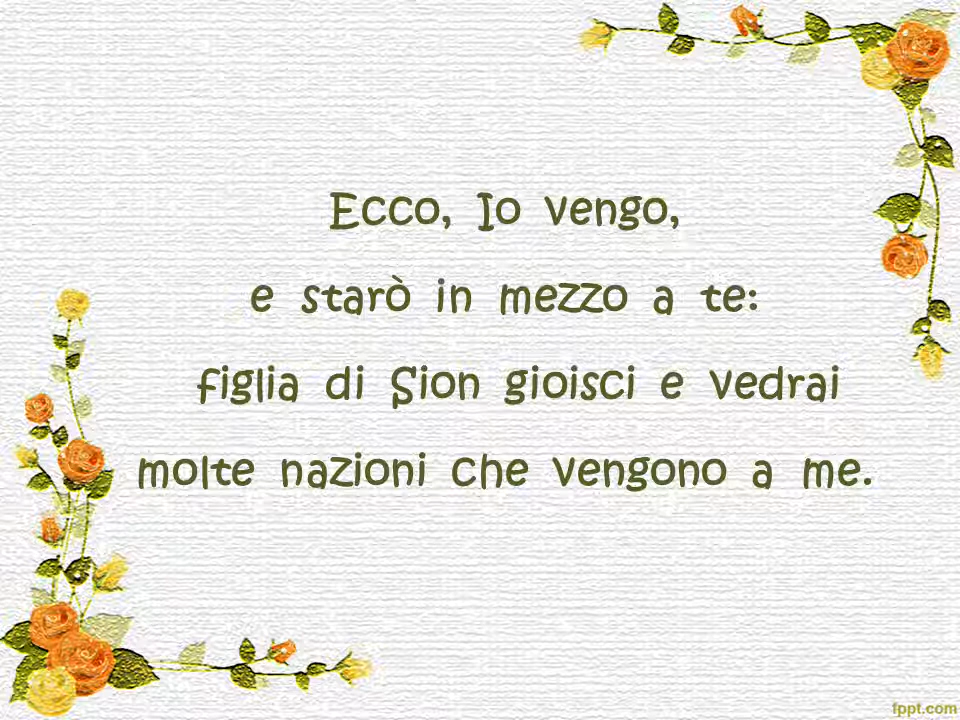 Ecco, Io vengo,
e starò in mezzo a te:
figlia di Sion gioisci e vedrai
molte nazioni che vengono a me.
fppt.com